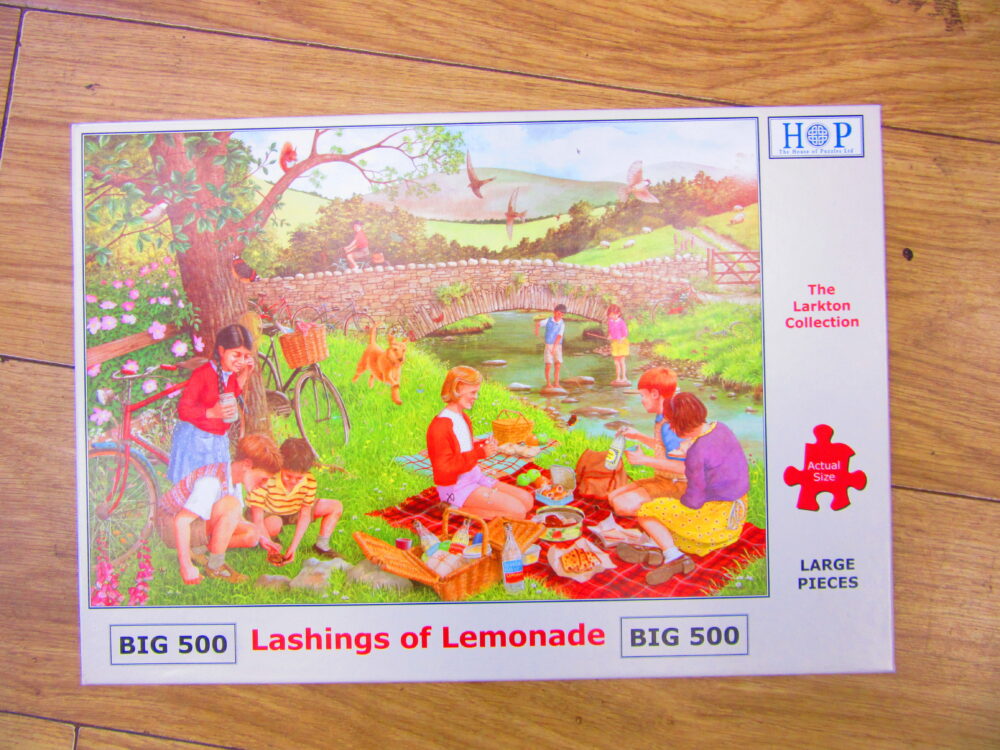 HOP
The House of Puzzles Ltd
The
Larkton
Collection
Actual
Size
LARGE
PIECES
BIG 500
Lashings of Lemonade
BIG 500